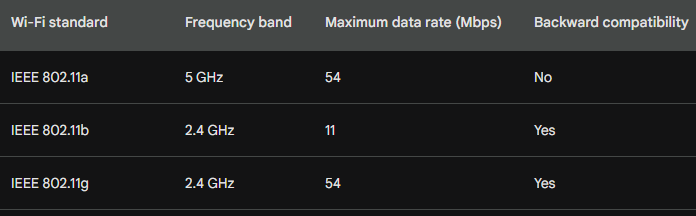 Wi-Fi standard Frequency band Maximum data rate (Mbps) Backward compatibility
IEEE 802.11a 5 GHz 54 No
IEEE 802.11b 2.4 GHz 11 Yes
IEEE 802.11g 2.4 GHz 54 Yes